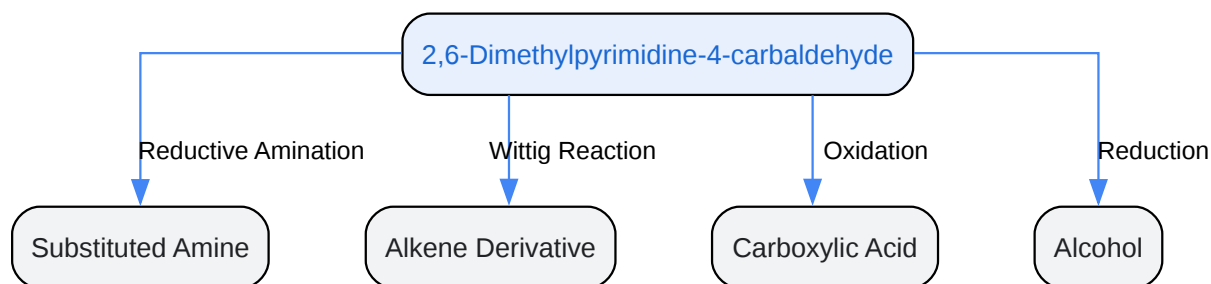 2,6-Dimethylpyrimidine-4-carbaldehyde
Reductive Amination
Wittig Reaction
Oxidation
Reduction
Substituted Amine
Alkene Derivative
Carboxylic Acid
Alcohol